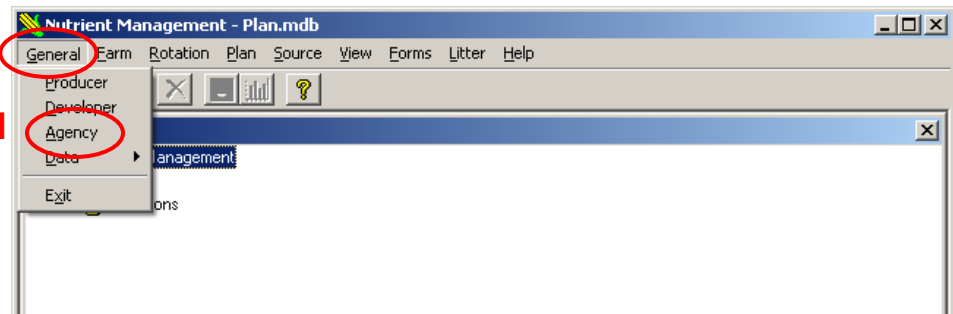 Nutrient Management - Plan.mdb
General Farm Rotation Plan Source View Forms Litter Help
Producer
Developer
Agency
Data
anagement
Exit
ons